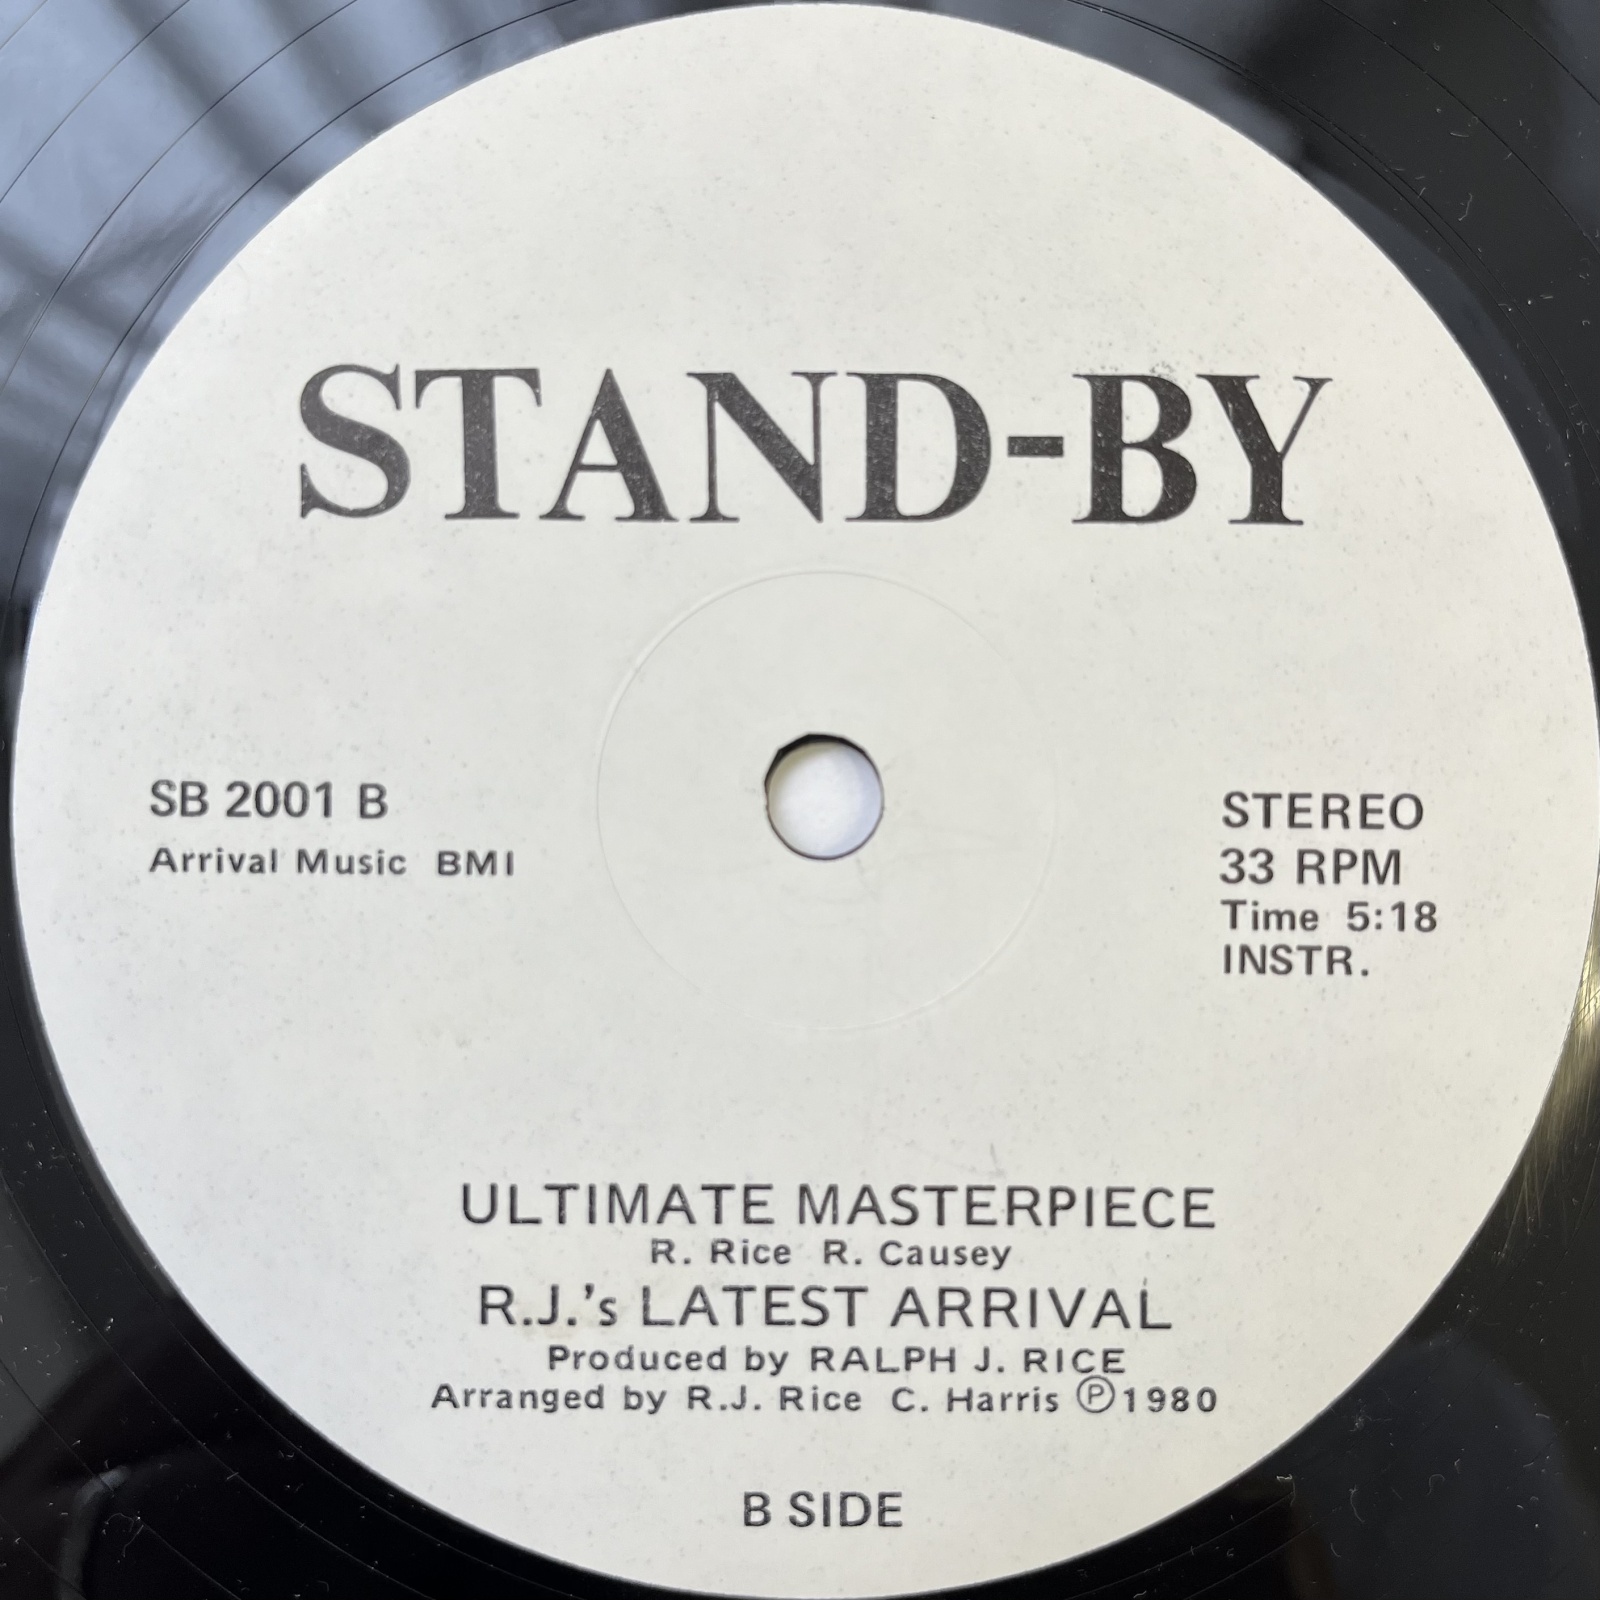 STAND-BY
SB 2001 B
Arrival Music BMI
STEREO
33 RPM
Time 5:18
INSTR.
ULTIMATE MASTERPIECE
R. Rice R. Causey
R.J.'s LATEST ARRIVAL
Produced by RALPH J. RICE
Arranged by R.J. Rice C. Harris Ⓟ1980
B SIDE